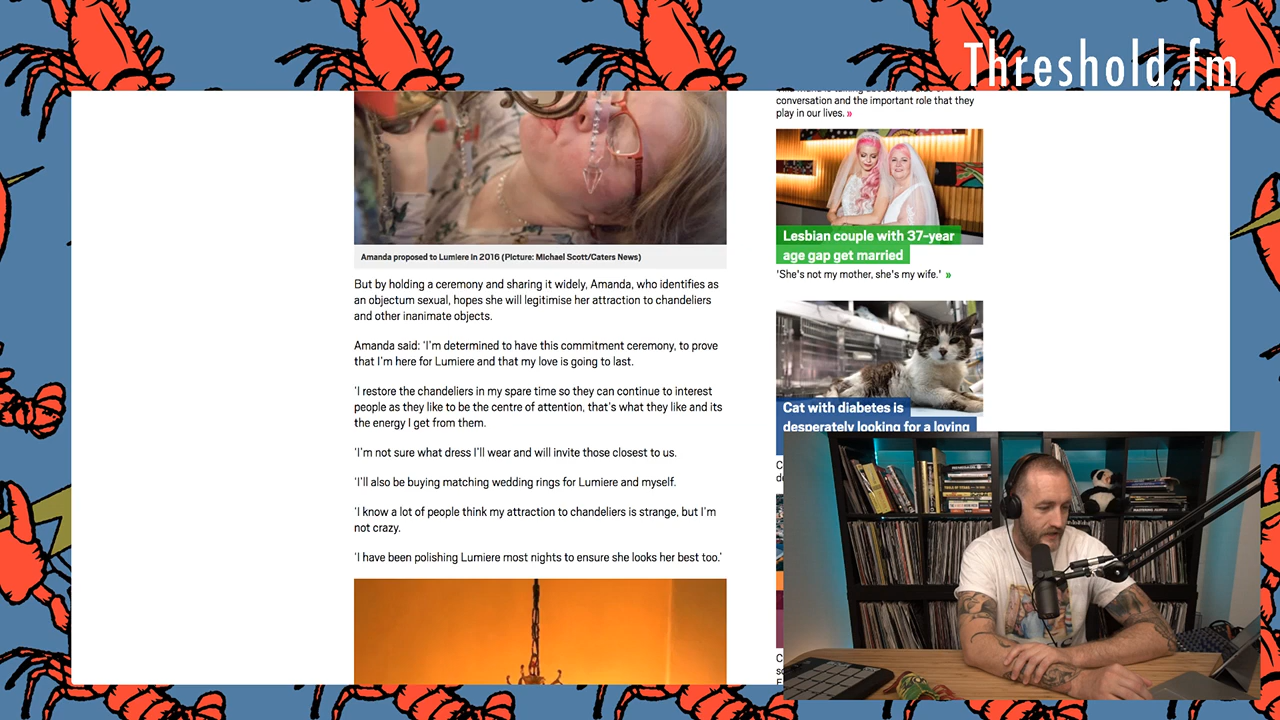 Threshold.fm
conversation and the important role that they
play in our lives. »
Amanda proposed to Lumiere in 2016 (Picture: Michael Scott/Caters News)
But by holding a ceremony and sharing it widely, Amanda, who identifies as
an objectum sexual, hopes she will legitimise her attraction to chandeliers
and other inanimate objects.
Amanda said: 'I'm determined to have this commitment ceremony, to prove
that I'm here for Lumiere and that my love is going to last.
'I restore the chandeliers in my spare time so they can continue to interest
people as they like to be the centre of attention, that's what they like and its
the energy I get from them.
'I'm not sure what dress I'll wear and will invite those closest to us.
'I'll also be buying matching wedding rings for Lumiere and myself.
'I know a lot of people think my attraction to chandeliers is strange, but I'm
not crazy.
'I have been polishing Lumiere most nights to ensure she looks her best too.'
Lesbian couple with 37-year
age gap get married
'She's not my mother, she's my wife.' »
Cat with diabetes is
desperately looking for a loving